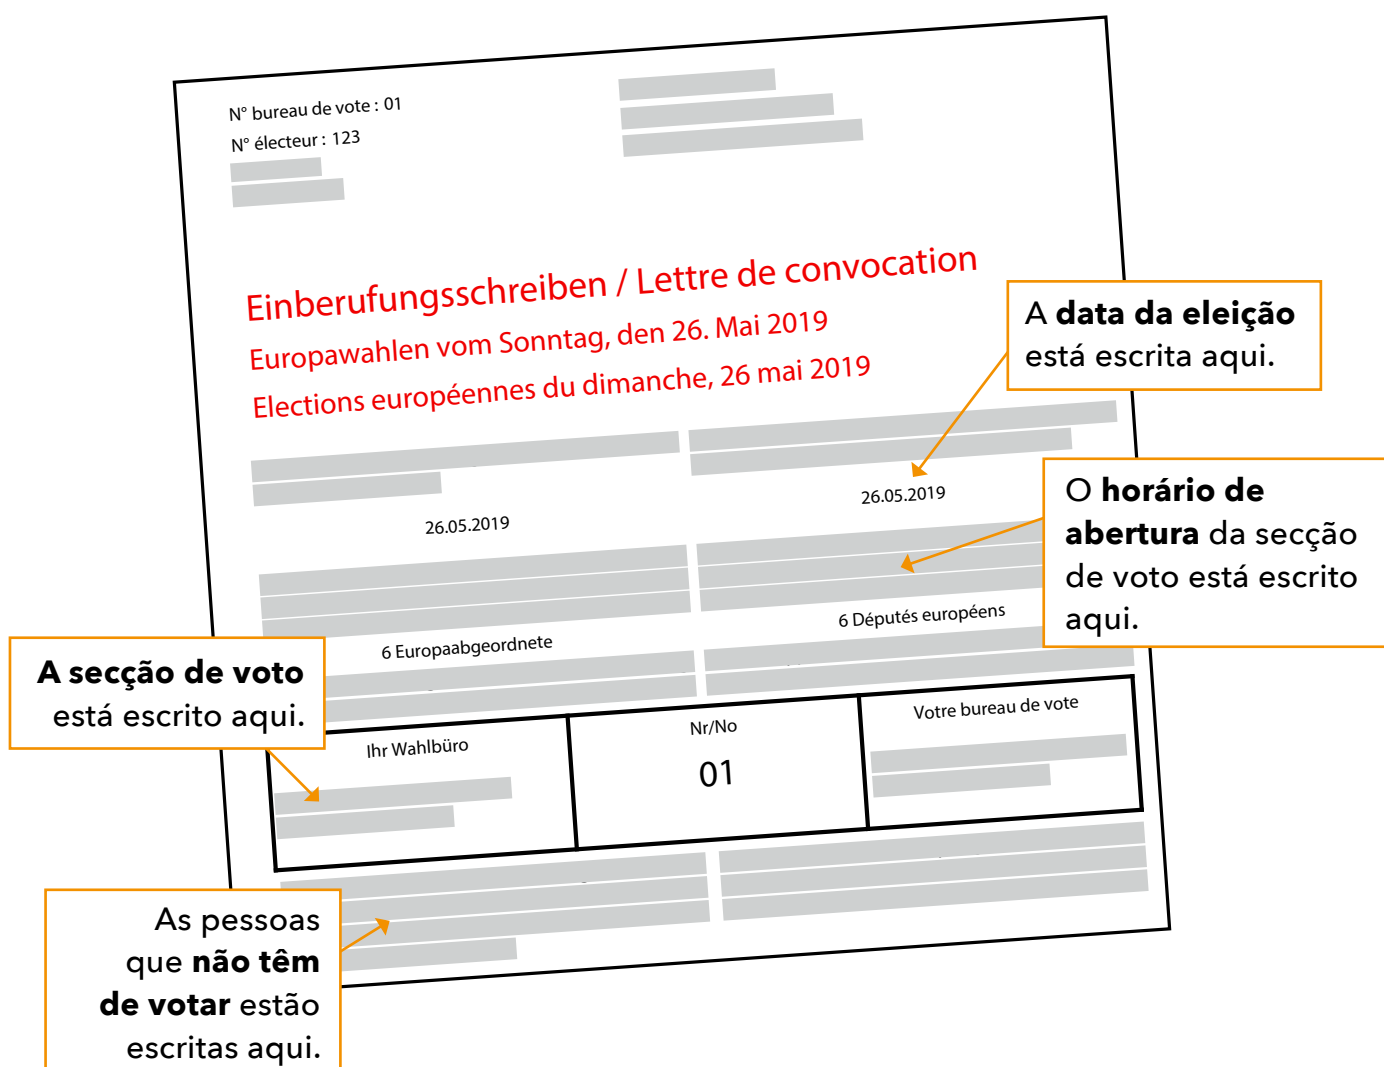 N° bureau de vote : 01
N° électeur : 123
Einberufungsschreiben / Lettre de convocation
Europawahlen vom Sonntag, den 26. Mai 2019
Elections européennes du dimanche, 26 mai 2019
A data da eleição
está escrita aqui.
26.05.2019
26.05.2019
O horário de
abertura da secção
de voto está escrito
aqui.
6 Europaabgeordnete
6 Députés européens
A secção de voto
está escrito aqui.
Ihr Wahlbüro
Nr/No
01
Votre bureau de vote
As pessoas
que não têm
de votar estão
escritas aqui.